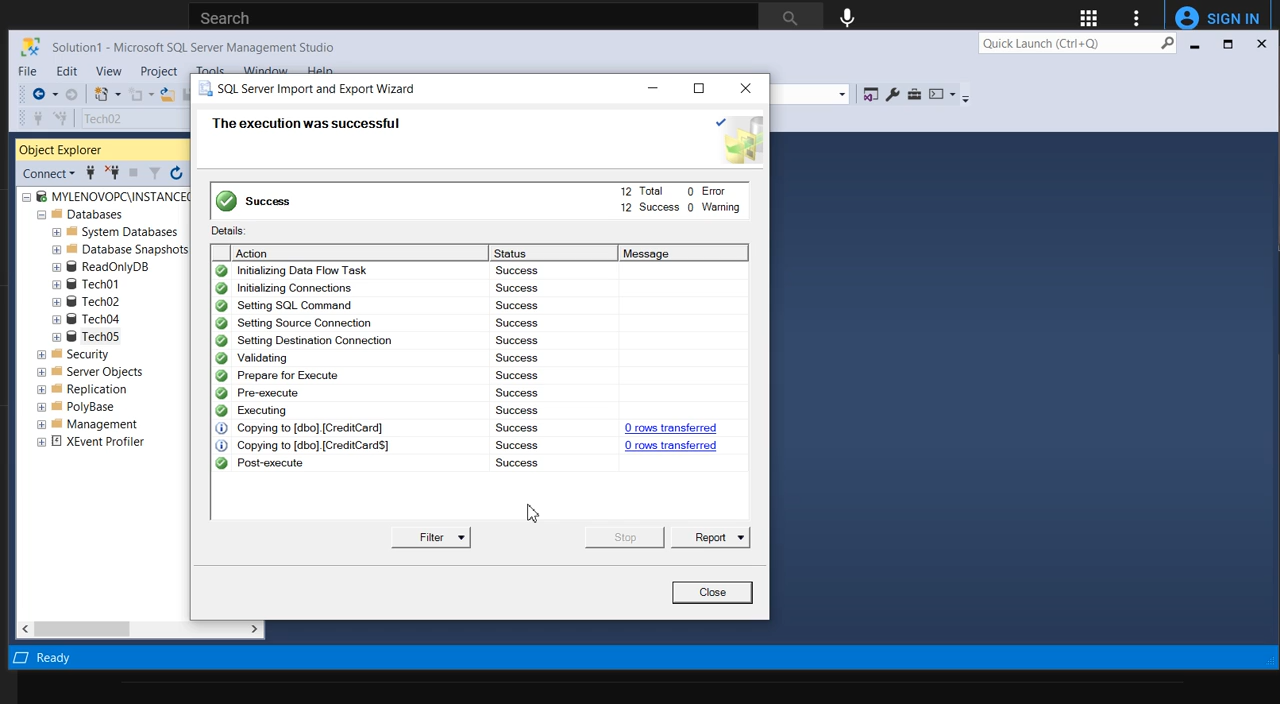 Search
SIGN IN
Solution1 - Microsoft SQL Server Management Studio
Quick Launch (Ctrl+Q)
File Edit View Project Tools Window Help
SQL Server Import and Export Wizard
Tech02
The execution was successful
Object Explorer
Connect
MYLENOVOPC\INSTANCE
Databases
System Databases
Database Snapshots
ReadOnlyDB
Tech01
Tech02
Tech04
Tech05
Security
Server Objects
Replication
PolyBase
Management
XEvent Profiler
Success
12 Total 0 Error
12 Success 0 Warning
Details:
Action Status Message
Initializing Data Flow Task Success
Initializing Connections Success
Setting SQL Command Success
Setting Source Connection Success
Setting Destination Connection Success
Validating Success
Prepare for Execute Success
Pre-execute Success
Executing Success
Copying to [dbo].[CreditCard] Success 0 rows transferred
Copying to [dbo].[CreditCard$] Success 0 rows transferred
Post-execute Success
Filter Stop Report
Close
Ready